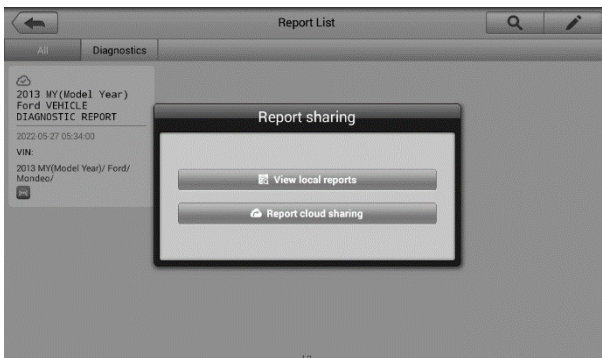 Report List
All
Diagnostics
2013 MY(Model Year)
Ford VEHICLE
DIAGNOSTIC REPORT
2022-05-27 05:34:00
VIN:
2013 MY(Model Year)/ Ford/
Mondeo/
Report sharing
View local reports
Report cloud sharing